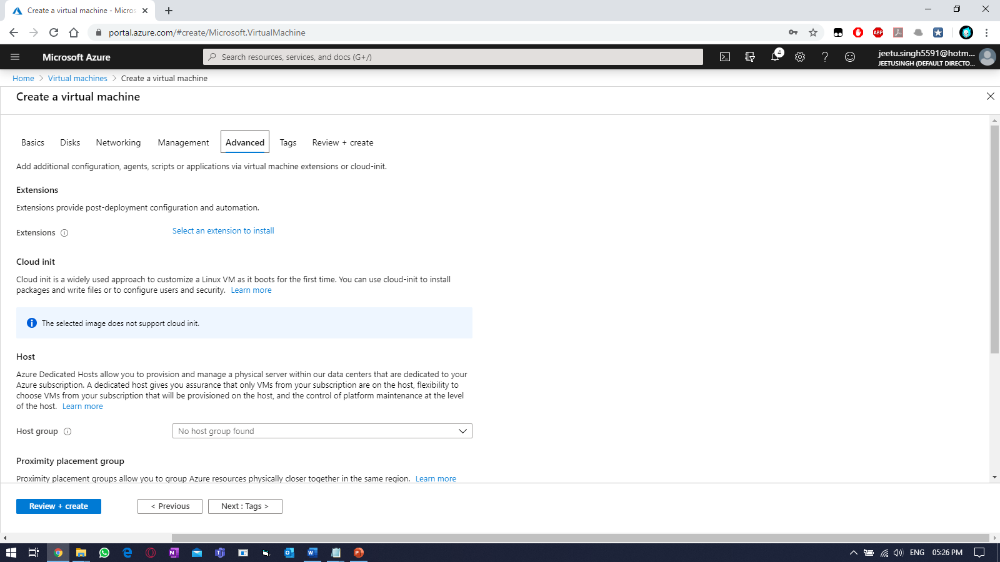 Create a virtual machine - Micros
portal.azure.com/#create/Microsoft.VirtualMachine
ABP
Microsoft Azure
Search resources, services, and docs (G+/)
4
jeetu.singh5591@hotm...
JEETUSINGH (DEFAULT DIRECTO...
Home > Virtual machines > Create a virtual machine
Create a virtual machine
Basics Disks Networking Management Advanced Tags Review + create
Add additional configuration, agents, scripts or applications via virtual machine extensions or cloud-init.
Extensions
Extensions provide post-deployment configuration and automation.
Extensions Select an extension to install
Cloud init
Cloud init is a widely used approach to customize a Linux VM as it boots for the first time. You can use cloud-init to install
packages and write files or to configure users and security. Learn more
The selected image does not support cloud init.
Host
Azure Dedicated Hosts allow you to provision and manage a physical server within our data centers that are dedicated to your
Azure subscription. A dedicated host gives you assurance that only VMs from your subscription are on the host, flexibility to
choose VMs from your subscription that will be provisioned on the host, and the control of platform maintenance at the level
of the host. Learn more
Host group No host group found
Proximity placement group
Proximity placement groups allow you to group Azure resources physically closer together in the same region. Learn more
Review + create < Previous Next : Tags >
ENG 05:26 PM